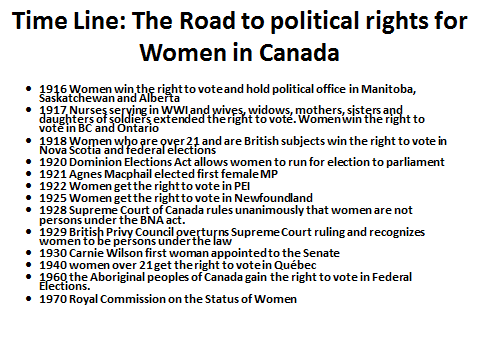 Time Line: The Road to political rights for
Women in Canada
• 1916 Women win the right to vote and hold political office in Manitoba,
Saskatchewan and Alberta
• 1917 Nurses serving in WWI and wives, widows, mothers, sisters and
daughters of soldiers extended the right to vote. Women win the right to
vote in BC and Ontario
• 1918 Women who are over 21 and are British subjects win the right to vote in
Nova Scotia and federal elections
• 1920 Dominion Elections Act allows women to run for election to parliament
• 1921 Agnes Macphail elected first female MP
• 1922 Women get the right to vote in PEI
• 1925 Women get the right to vote in Newfoundland
• 1928 Supreme Court of Canada rules unanimously that women are not
persons under the BNA act.
• 1929 British Privy Council overturns Supreme Court ruling and recognizes
women to be persons under the law
• 1930 Carnie Wilson first woman appointed to the Senate
• 1940 women over 21 get the right to vote in Québec
• 1960 the Aboriginal peoples of Canada gain the right to vote in Federal
Elections.
• 1970 Royal Commission on the Status of Women